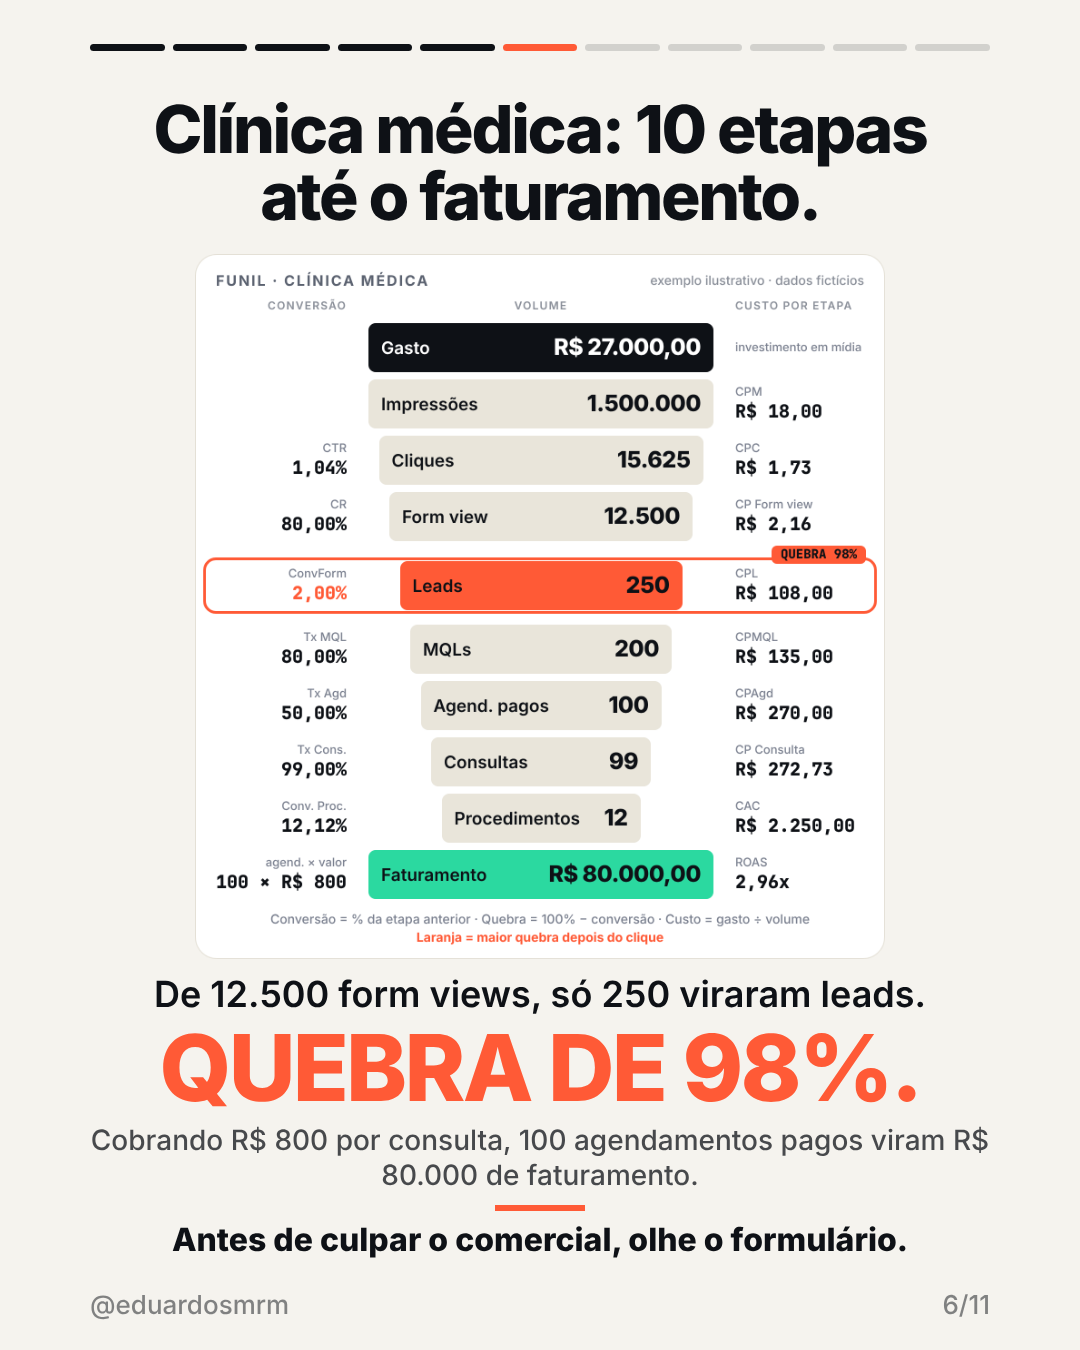 Clínica médica: 10 etapas
até o faturamento.
FUNIL · CLÍNICA MÉDICA
exemplo ilustrativo · dados fictícios
CONVERSÃO
VOLUME
CUSTO POR ETAPA
Gasto R$ 27.000,00
investimento em mídia
Impressões 1.500.000
CPM
R$ 18,00
CTR
1,04%
Cliques 15.625
CPC
R$ 1,73
CR
80,00%
Form view 12.500
CP Form view
R$ 2,16
QUEBRA 98%
ConvForm
2,00%
Leads 250
CPL
R$ 108,00
Tx MQL
80,00%
MQLs 200
CPMQL
R$ 135,00
Tx Agd
50,00%
Agend. pagos 100
CPAgd
R$ 270,00
Tx Cons.
99,00%
Consultas 99
CP Consulta
R$ 272,73
Conv. Proc.
12,12%
Procedimentos 12
CAC
R$ 2.250,00
agend. × valor
100 × R$ 800
Faturamento R$ 80.000,00
ROAS
2,96x
Conversão = % da etapa anterior · Quebra = 100% − conversão · Custo = gasto ÷ volume
Laranja = maior quebra depois do clique
De 12.500 form views, só 250 viraram leads.
QUEBRA DE 98%.
Cobrando R$ 800 por consulta, 100 agendamentos pagos viram R$
80.000 de faturamento.
Antes de culpar o comercial, olhe o formulário.
@eduardosmrm
6/11